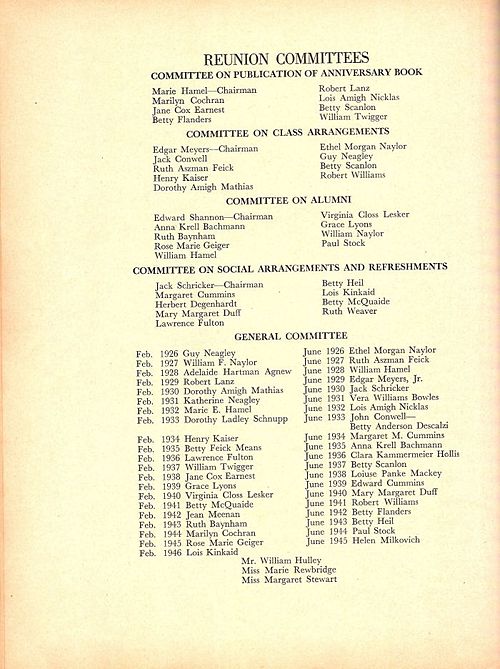 REUNION COMMITTEES
COMMITTEE ON PUBLICATION OF ANNIVERSARY BOOK
Marie Hamel—Chairman
Marilyn Cochran
Jane Cox Earnest
Betty Flanders
Robert Lanz
Lois Amigh Nicklas
Betty Scanlon
William Twigger
COMMITTEE ON CLASS ARRANGEMENTS
Edgar Meyers—Chairman
Jack Conwell
Ruth Aszman Feick
Henry Kaiser
Dorothy Amigh Mathias
Ethel Morgan Naylor
Guy Neagley
Betty Scanlon
Robert Williams
COMMITTEE ON ALUMNI
Edward Shannon—Chairman
Anna Krell Bachmann
Ruth Baynham
Rose Marie Geiger
William Hamel
Virginia Closs Lesker
Grace Lyons
William Naylor
Paul Stock
COMMITTEE ON SOCIAL ARRANGEMENTS AND REFRESHMENTS
Jack Schricker—Chairman
Margaret Cummins
Herbert Degenhardt
Mary Margaret Duff
Lawrence Fulton
Betty Heil
Lois Kinkaid
Betty McQuaide
Ruth Weaver
GENERAL COMMITTEE
Feb. 1926 Guy Neagley
Feb. 1927 William F. Naylor
Feb. 1928 Adelaide Hartman Agnew
Feb. 1929 Robert Lanz
Feb. 1930 Dorothy Amigh Mathias
Feb. 1931 Katherine Neagley
Feb. 1932 Marie E. Hamel
Feb. 1933 Dorothy Ladley Schnupp
Feb. 1934 Henry Kaiser
Feb. 1935 Betty Feick Means
Feb. 1936 Lawrence Fulton
Feb. 1937 William Twigger
Feb. 1938 Jane Cox Earnest
Feb. 1939 Grace Lyons
Feb. 1940 Virginia Closs Lesker
Feb. 1941 Betty McQuaide
Feb. 1942 Jean Meenan
Feb. 1943 Ruth Baynham
Feb. 1944 Marilyn Cochran
Feb. 1945 Rose Marie Geiger
Feb. 1946 Lois Kinkaid
June 1926 Ethel Morgan Naylor
June 1927 Ruth Aszman Feick
June 1928 William Hamel
June 1929 Edgar Meyers, Jr.
June 1930 Jack Schricker
June 1931 Vera Williams Bowles
June 1932 Lois Amigh Nicklas
June 1933 John Conwell—
Betty Anderson Descalzi
June 1934 Margaret M. Cummins
June 1935 Anna Krell Bachmann
June 1936 Clara Kammermeier Hollis
June 1937 Betty Scanlon
June 1938 Loiuse Panke Mackey
June 1939 Edward Cummins
June 1940 Mary Margaret Duff
June 1941 Robert Williams
June 1942 Betty Flanders
June 1943 Betty Heil
June 1944 Paul Stock
June 1945 Helen Milkovich
Mr. William Hulley
Miss Marie Rewbridge
Miss Margaret Stewart